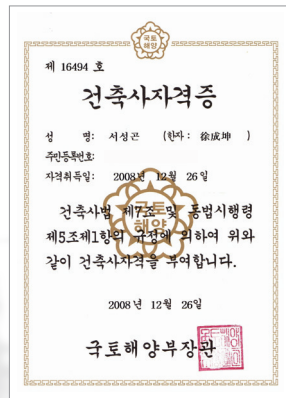 국토
해양
제 16494 호
건축사자격증
성 명: 서성곤 (한자: 徐成坤 )
주민등록번호:
자격취득일: 2008년 12월 26일
국토
해양
건축사법 제7조 및 동법시행령
제5조제1항의 규정에 의하여 위와
같이 건축사자격을 부여합니다.
2008년 12월 26일
국토해양부장관